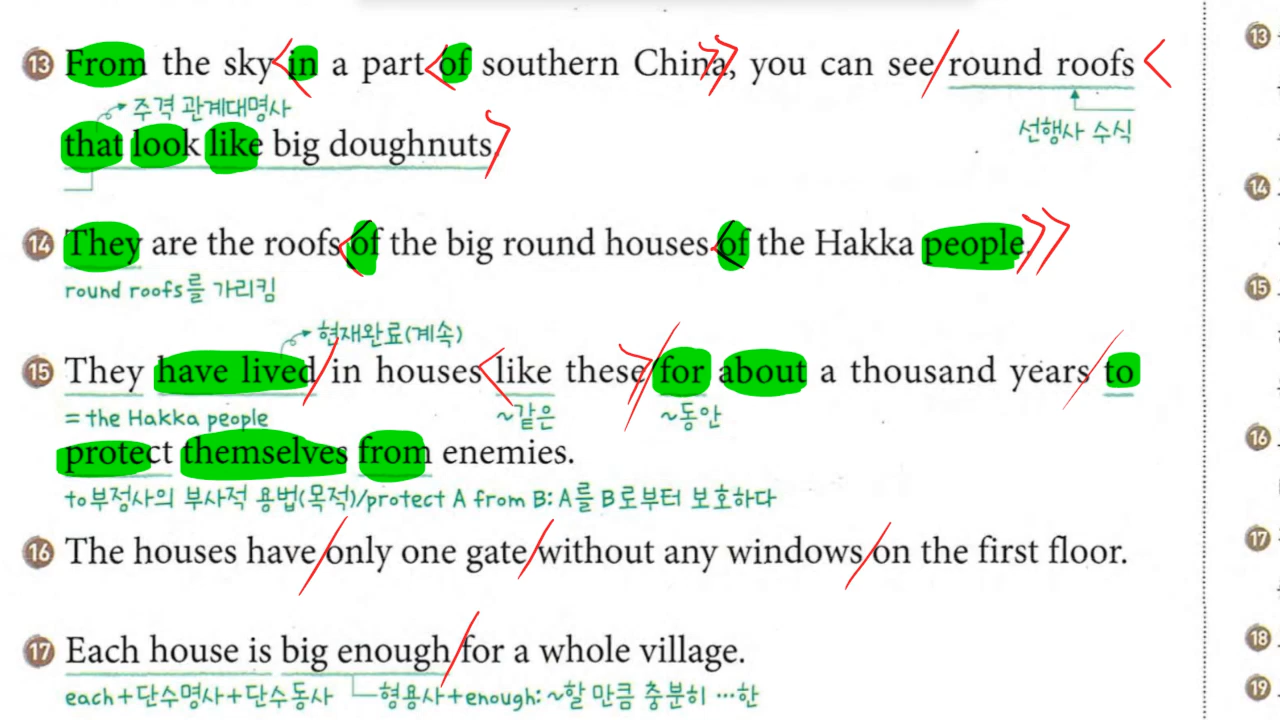 13 From the sky in a part of southern China, you can see round roofs
주격 관계대명사
선행사 수식
that look like big doughnuts.
14 They are the roofs of the big round houses of the Hakka people.
round roofs를 가리킴
현재완료(계속)
15 They have lived in houses like these for about a thousand years to
= the Hakka people ~같은 ~동안
protect themselves from enemies.
to부정사의 부사적 용법(목적)/protect A from B: A를 B로부터 보호하다
16 The houses have only one gate without any windows on the first floor.
17 Each house is big enough for a whole village.
each+단수명사+단수동사 형용사+enough: ~할 만큼 충분히 …한
13
14
15
16
17
18
19